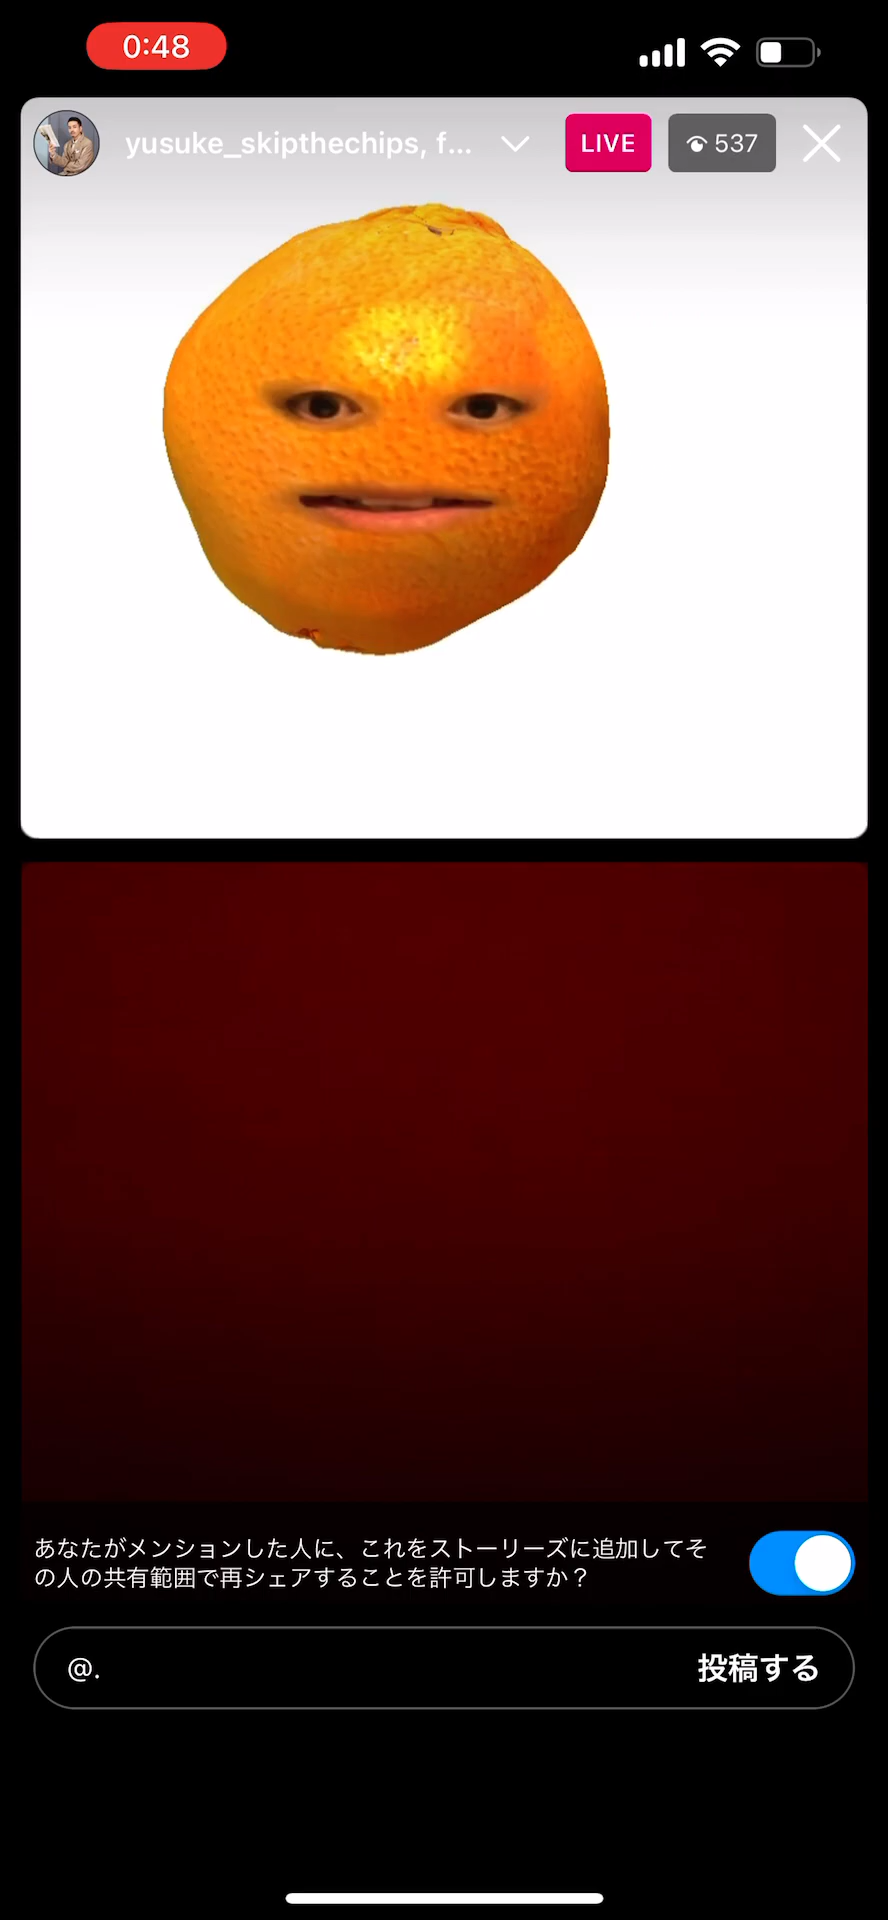 0:48
yusuke_skipthechips, f...
LIVE
537
あなたがメンションした人に、これをストーリーズに追加してそ
の人の共有範囲で再シェアすることを許可しますか？
@.
投稿する